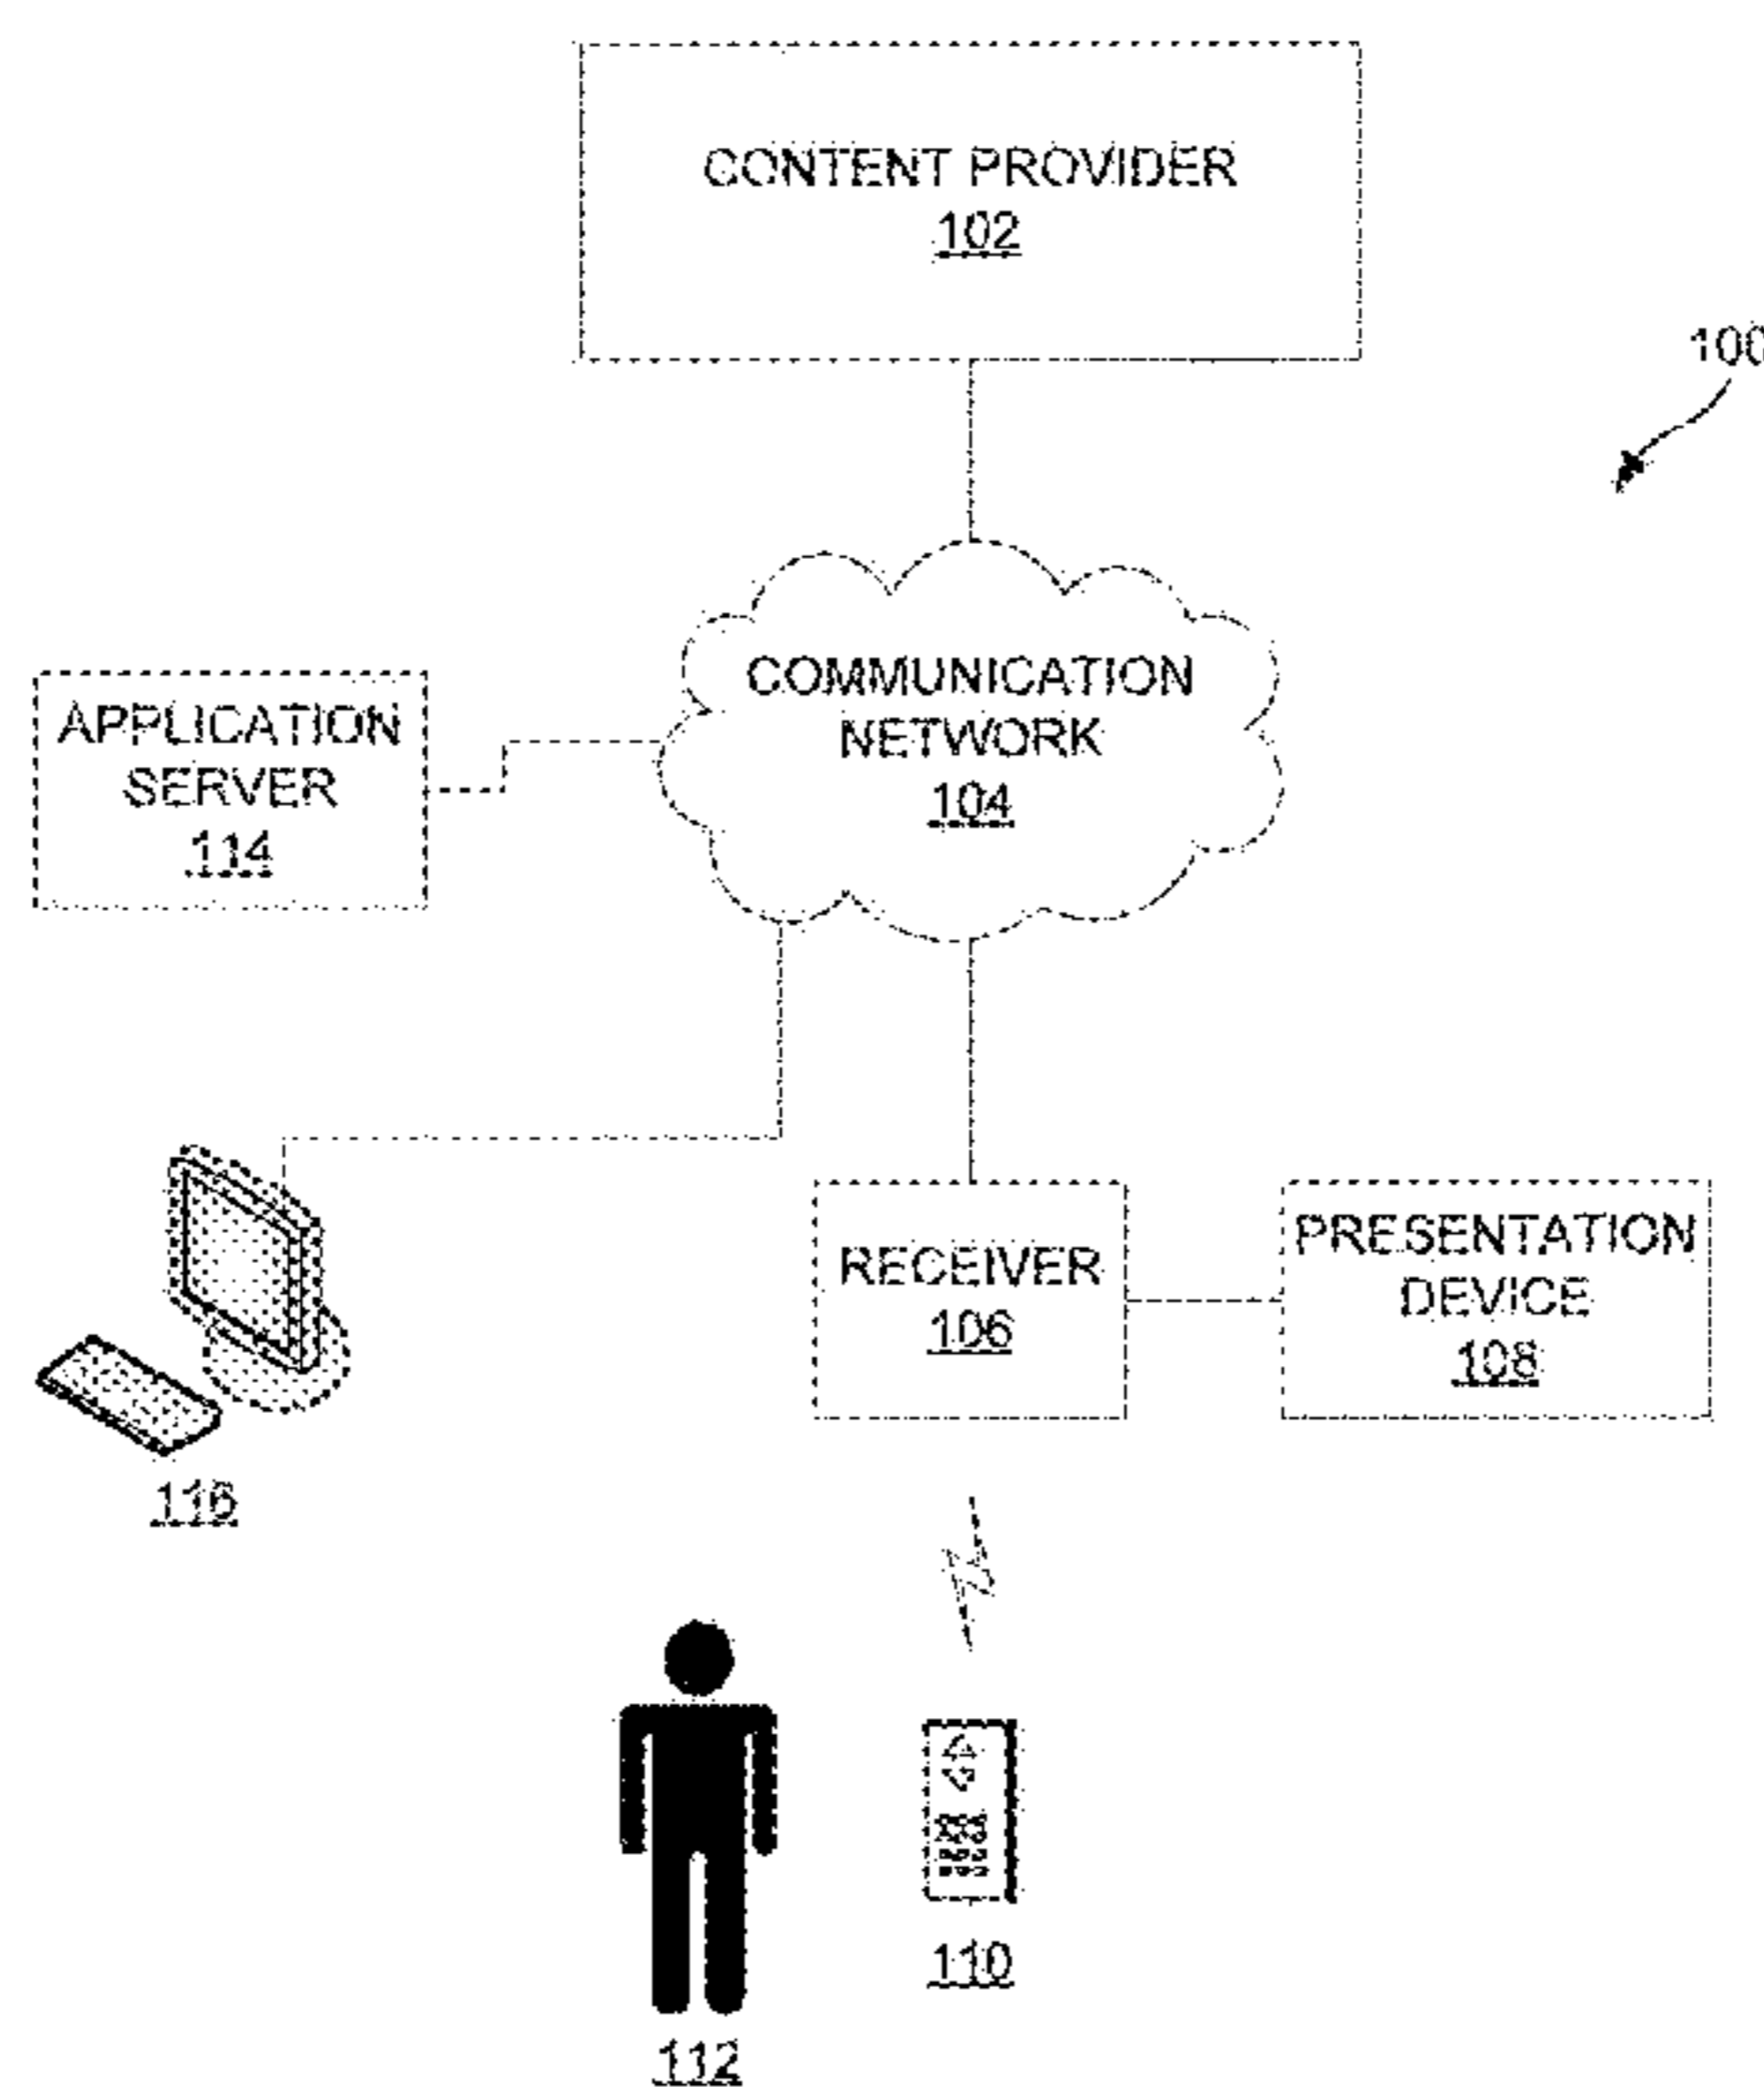 CONTENT PROVIDER
102
100
COMMUNICATION
NETWORK
104
APPLICATION
SERVER
114
RECEIVER
106
PRESENTATION
DEVICE
108
116
110
112